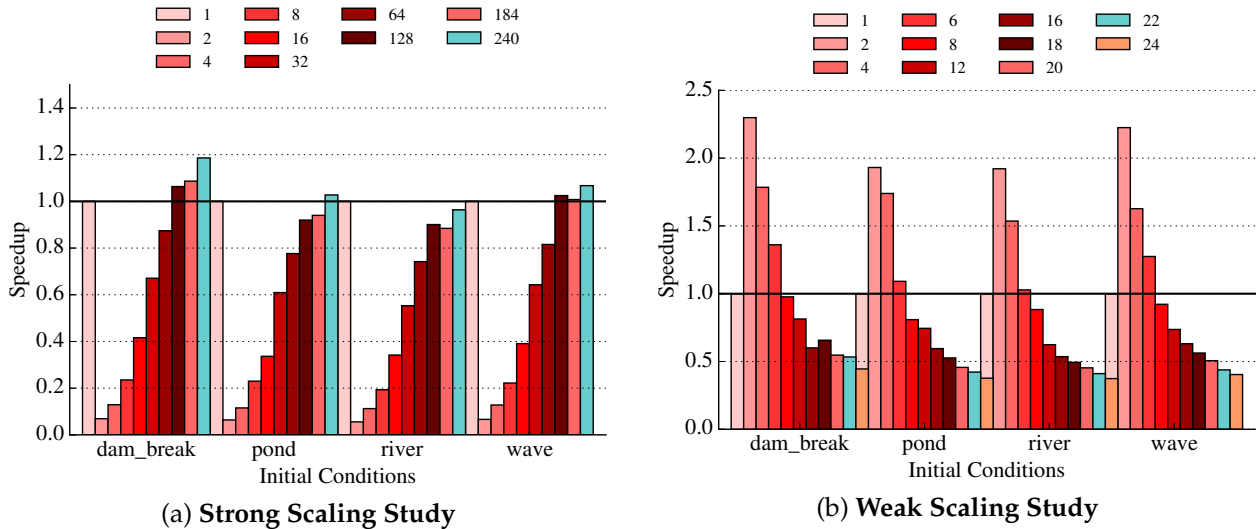 1 8 64 184
2 16 128 240
4 32
1.4
1.2
1.0
0.8
0.6
0.4
0.2
0.0
Speedup
dam_break pond river wave
Initial Conditions
(a) Strong Scaling Study
1 6 16 22
2 8 18 24
4 12 20
2.5
2.0
1.5
1.0
0.5
0.0
Speedup
dam_break pond river wave
Initial Conditions
(b) Weak Scaling Study